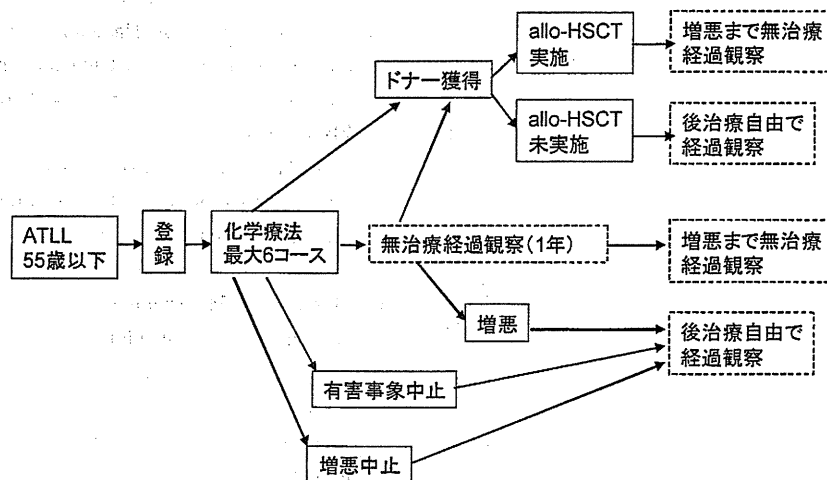 allo-HSCT
実施
増悪まで無治療
経過観察
ドナー獲得
allo-HSCT
未実施
後治療自由で
経過観察
ATLL
55歳以下
登
録
化学療法
最大6コース
無治療経過観察(1年)
増悪まで無治療
経過観察
増悪
後治療自由で
経過観察
有害事象中止
増悪中止